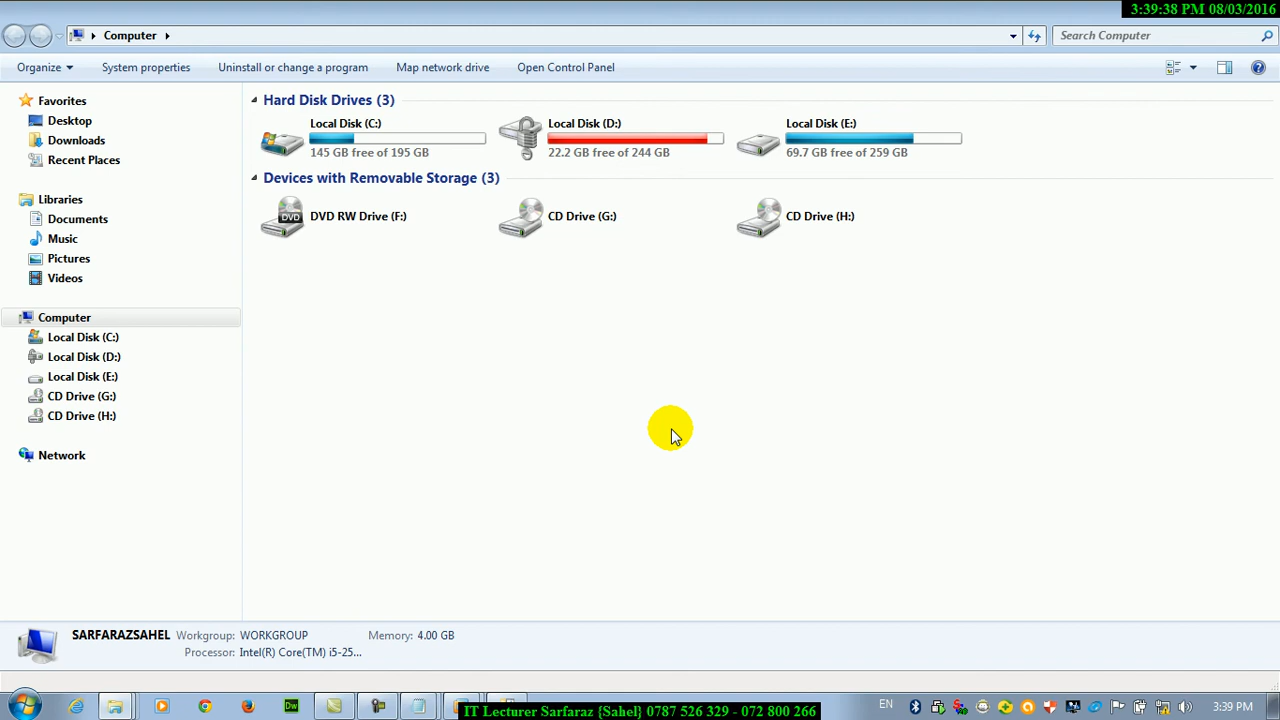 3:39:38 PM 08/03/2016
Computer
Search Computer
Organize System properties Uninstall or change a program Map network drive Open Control Panel
Favorites
Desktop
Downloads
Recent Places
Libraries
Documents
Music
Pictures
Videos
Computer
Local Disk (C:)
Local Disk (D:)
Local Disk (E:)
CD Drive (G:)
CD Drive (H:)
Network
Hard Disk Drives (3)
Local Disk (C:)
145 GB free of 195 GB
Local Disk (D:)
22.2 GB free of 244 GB
Local Disk (E:)
69.7 GB free of 259 GB
Devices with Removable Storage (3)
DVD
DVD RW Drive (F:)
CD Drive (G:)
CD Drive (H:)
SARFARAZSAHEL Workgroup: WORKGROUP Memory: 4.00 GB
Processor: Intel(R) Core(TM) i5-25...
Dw
EN
3:39 PM
IT Lecturer Sarfaraz {Sahel} 0787 526 329 - 072 800 266